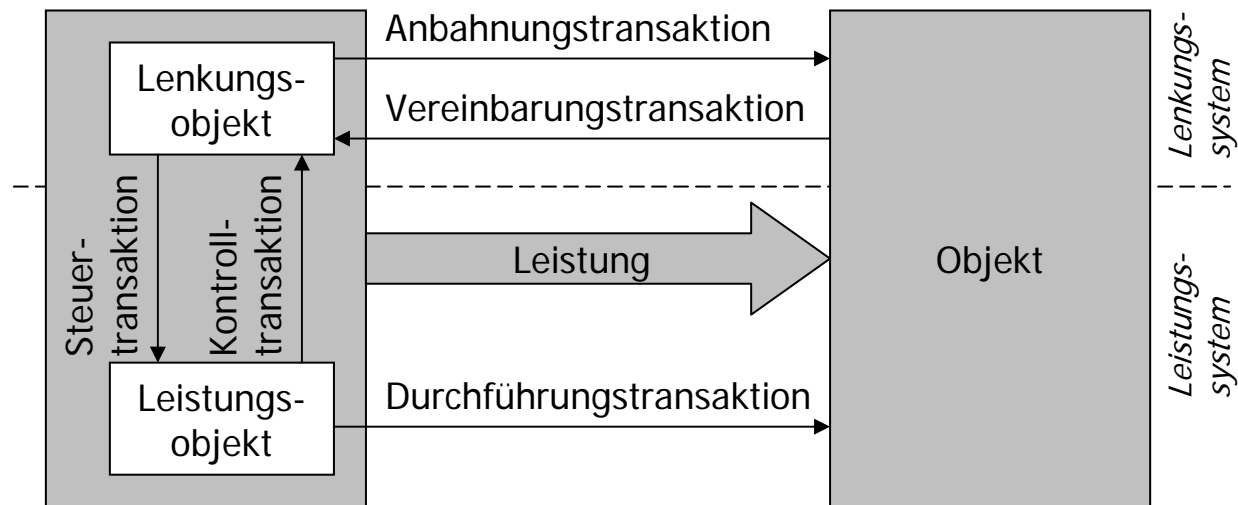 Anbahnungstransaktion
Lenkungs-
objekt
Vereinbarungstransaktion
Lenkungs-
system
Steuer-
transaktion
Kontroll-
transaktion
Leistung
Objekt
Leistungs-
system
Leistungs-
objekt
Durchführungstransaktion